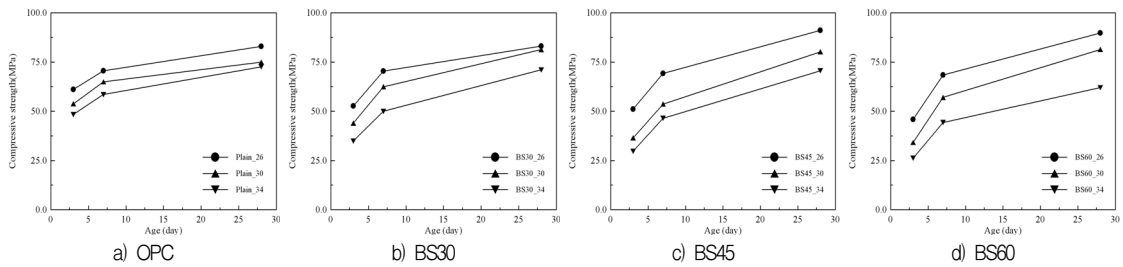 100.0
75.0
50.0
25.0
0.0
Compressive strength(MPa)
Plain_26
Plain_30
Plain_34
0 5 10 15 20 25 30
Age (day)
a) OPC
100.0
75.0
50.0
25.0
0.0
Compressive strength(MPa)
BS30_26
BS30_30
BS30_34
0 5 10 15 20 25 30
Age (day)
b) BS30
100.0
75.0
50.0
25.0
0.0
Compressive strength(MPa)
BS45_26
BS45_30
BS45_34
0 5 10 15 20 25 30
Age (day)
c) BS45
100.0
75.0
50.0
25.0
0.0
Compressive strength(MPa)
BS60_26
BS60_30
BS60_34
0 5 10 15 20 25 30
Age (day)
d) BS60